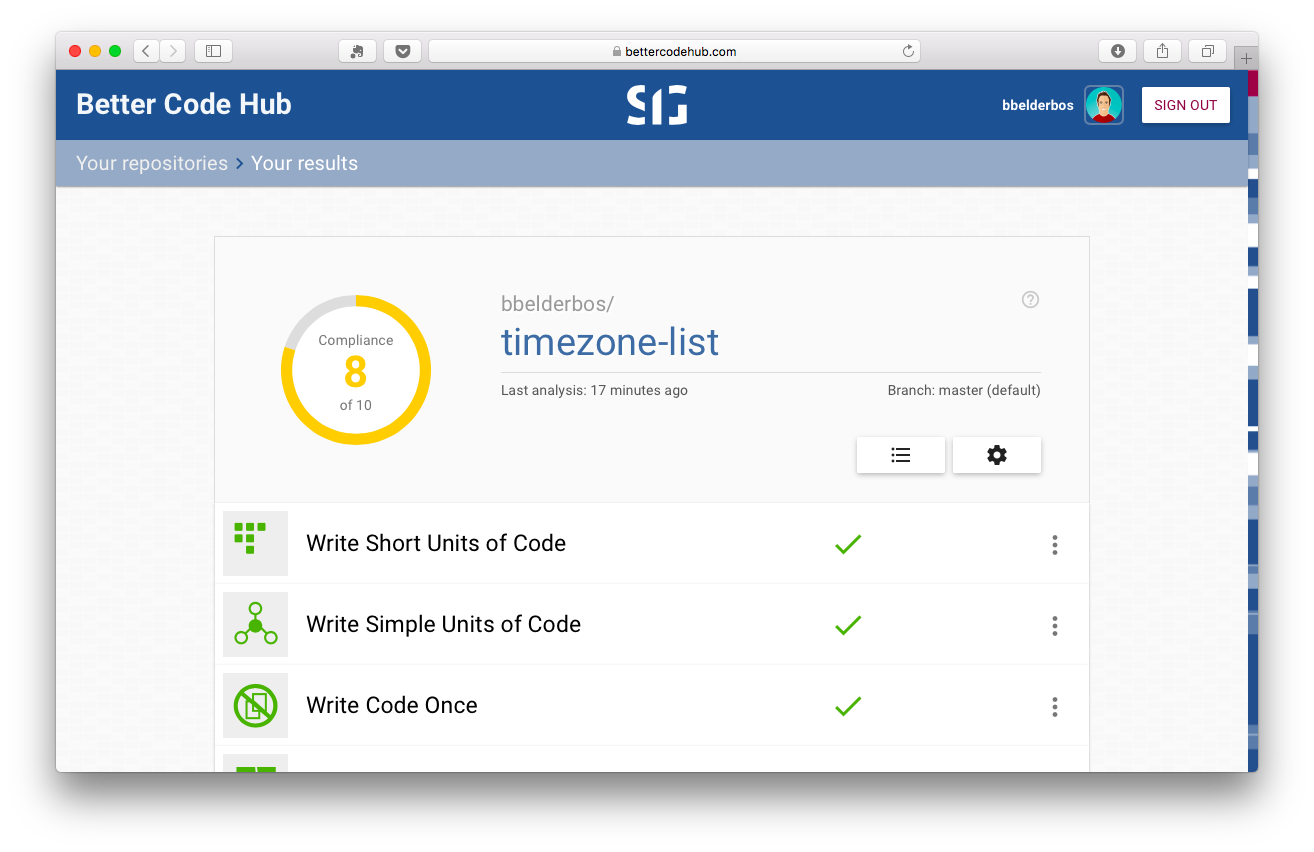 bettercodehub.com
Better Code Hub
SIG
bbelderbos
SIGN OUT
Your repositories > Your results
Compliance
8
of 10
bbelderbos/
timezone-list
Last analysis: 17 minutes ago
Branch: master (default)
Write Short Units of Code
Write Simple Units of Code
Write Code Once